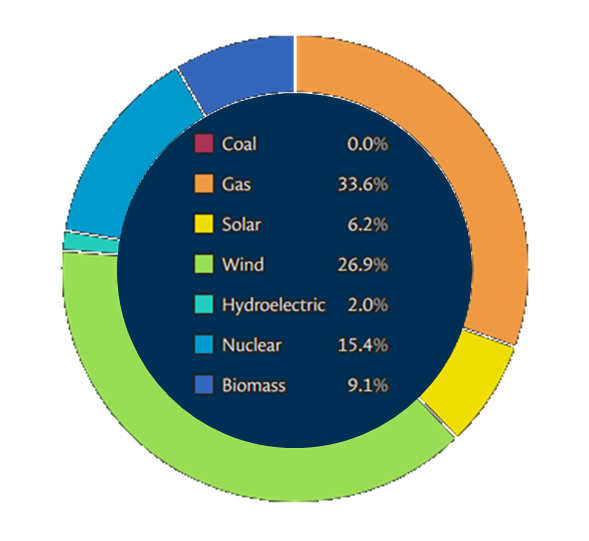 Coal 0.0%
Gas 33.6%
Solar 6.2%
Wind 26.9%
Hydroelectric 2.0%
Nuclear 15.4%
Biomass 9.1%